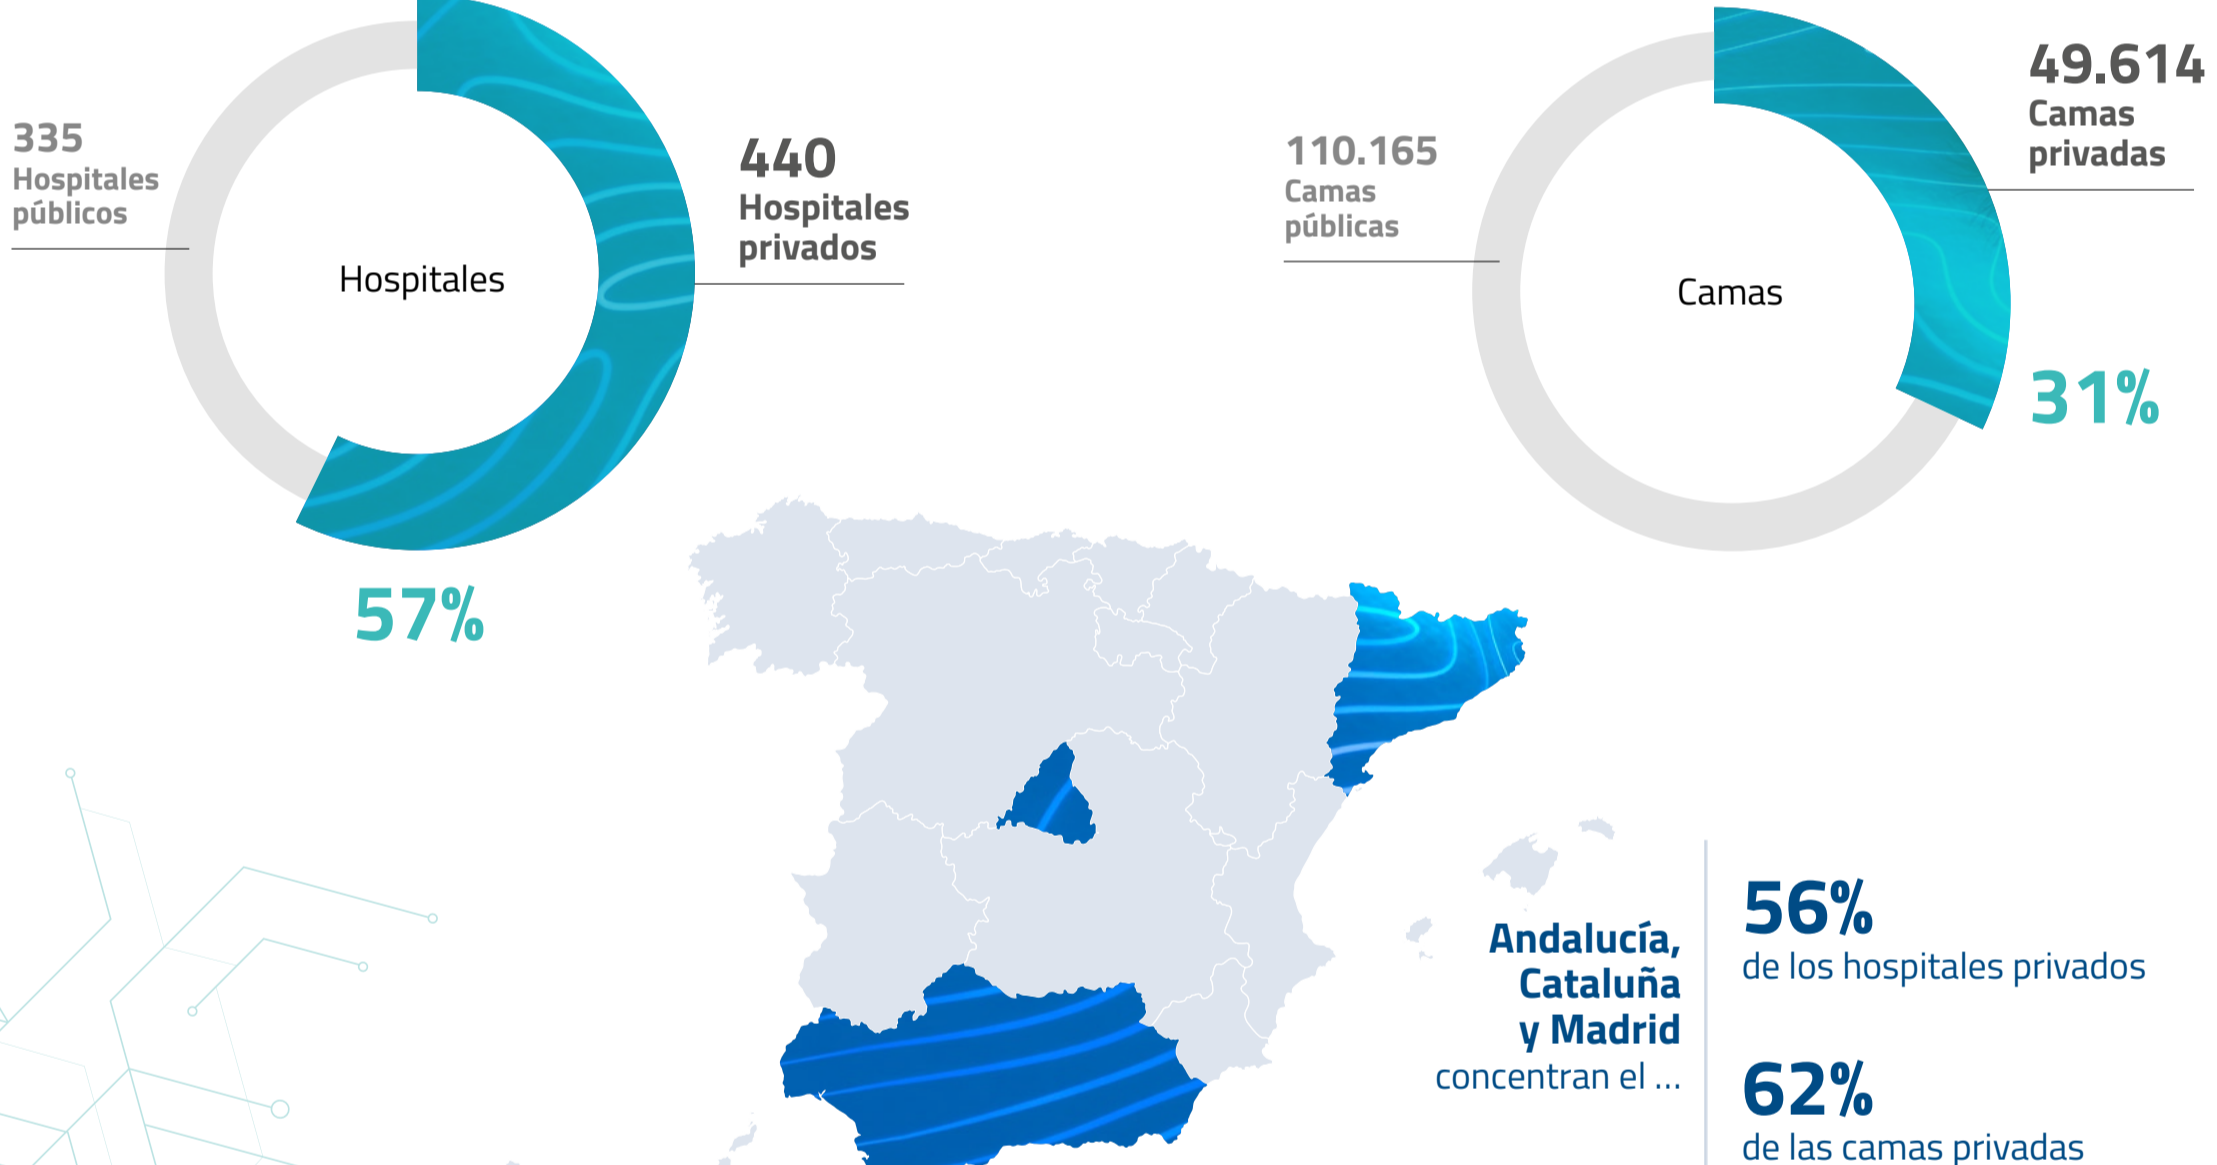 335
Hospitales
públicos
Hospitales
440
Hospitales
privados
57%
110.165
Camas
públicas
Camas
49.614
Camas
privadas
31%
Andalucía,
Cataluña
y Madrid
concentran el ...
56%
de los hospitales privados
62%
de las camas privadas